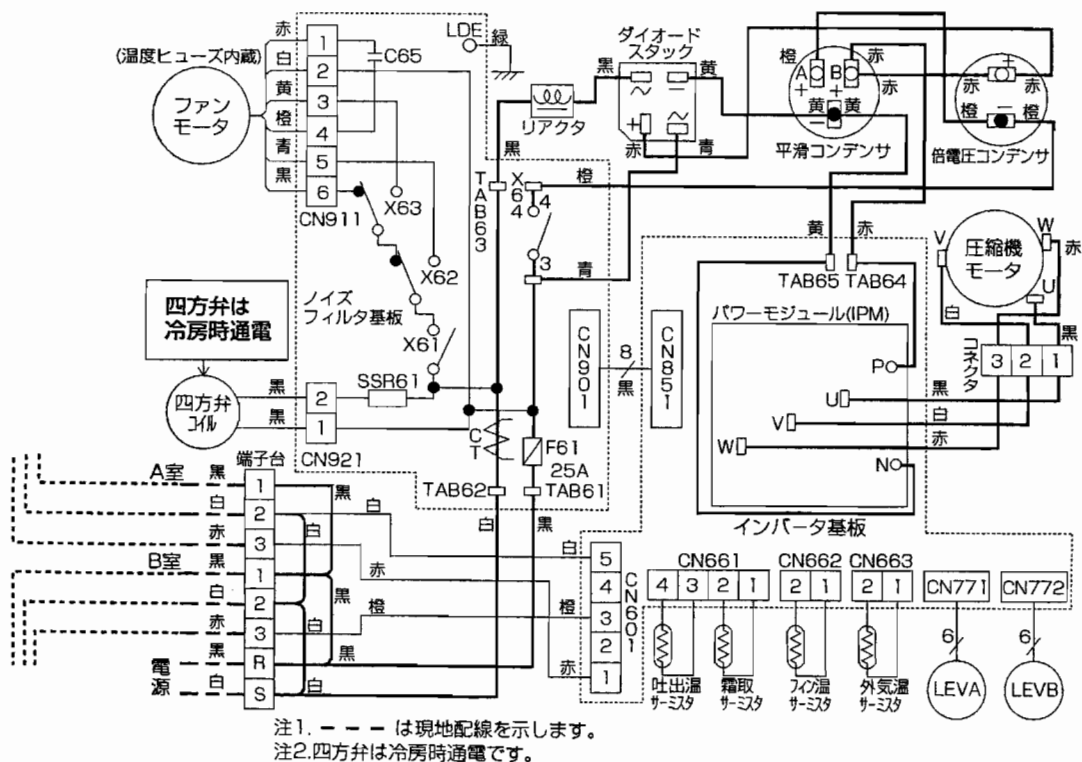 (温度ヒューズ内蔵)
ファン
モータ
赤
白
黄
橙
青
黒
1
2
3
4
5
6
CN911
C65
LDE
緑
X63
X62
X61
ノイズ
フィルタ基板
四方弁は
冷房時通電
四方弁
コイル
黒
黒
2
1
CN921
SSR61
CT
F61
25A
TAB62
TAB61
白
黒
黒
TAB63
X64
4
3
橙
青
リアクタ
黒
ダイオード
スタック
~
−
+
~
黄
赤
青
橙
A
+
B
赤
赤
黄
−
黄
平滑コンデンサ
+
赤
赤
橙
−
橙
倍電圧コンデンサ
黄
赤
TAB65
TAB64
パワーモジュール(IPM)
P
U
V
W
N
インバータ基板
CN901
8
黒
CN851
圧縮機
モータ
V
W
U
赤
白
コネクタ
3
2
1
黒
白
赤
端子台
A室
黒
白
赤
B室
黒
白
赤
電源
黒
白
1
2
3
1
2
3
R
S
黒
白
赤
黒
白
橙
黒
白
白
橙
赤
5
4
3
2
1
CN601
CN661
4
3
2
1
CN662
2
1
CN663
2
1
CN771
CN772
吐出温
サーミスタ
霜取
サーミスタ
フィン温
サーミスタ
外気温
サーミスタ
6
LEVA
6
LEVB
注1. − − − は現地配線を示します。
注2.四方弁は冷房時通電です。